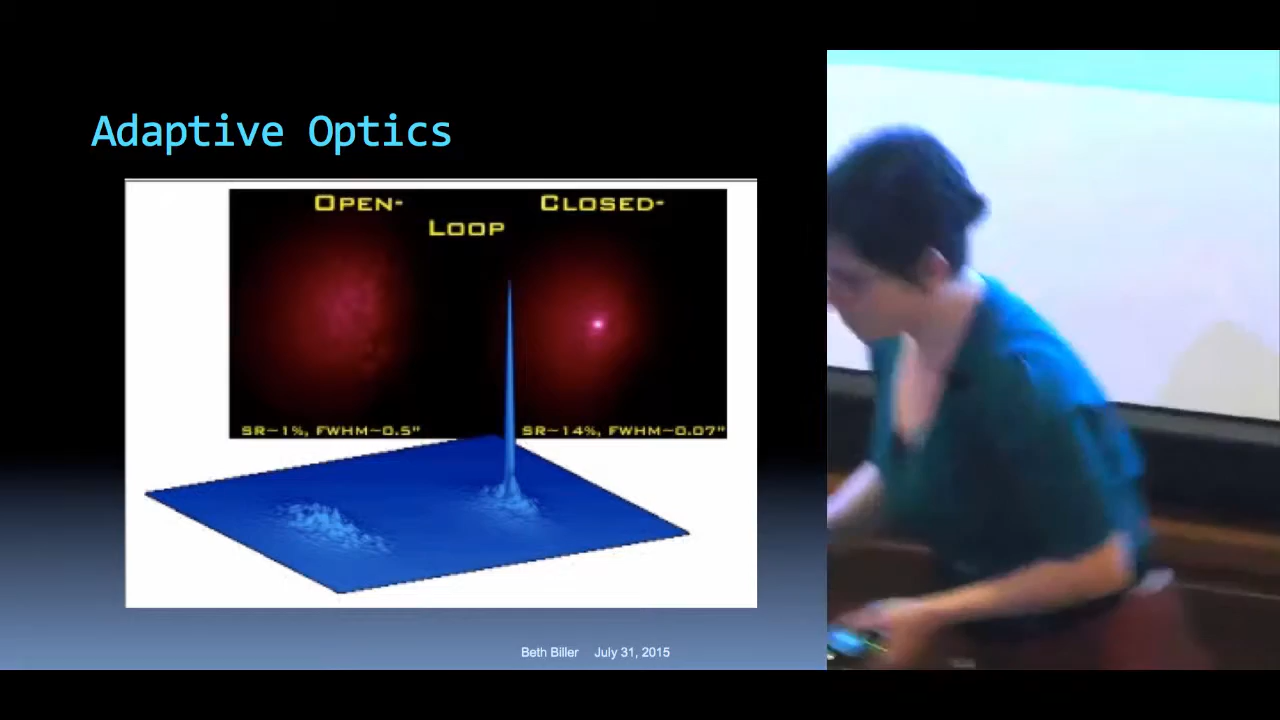 Adaptive Optics
OPEN- CLOSED-
LOOP
SR~1%, FWHM~0.5" SR~14%, FWHM~0.07"
Beth Biller July 31, 2015